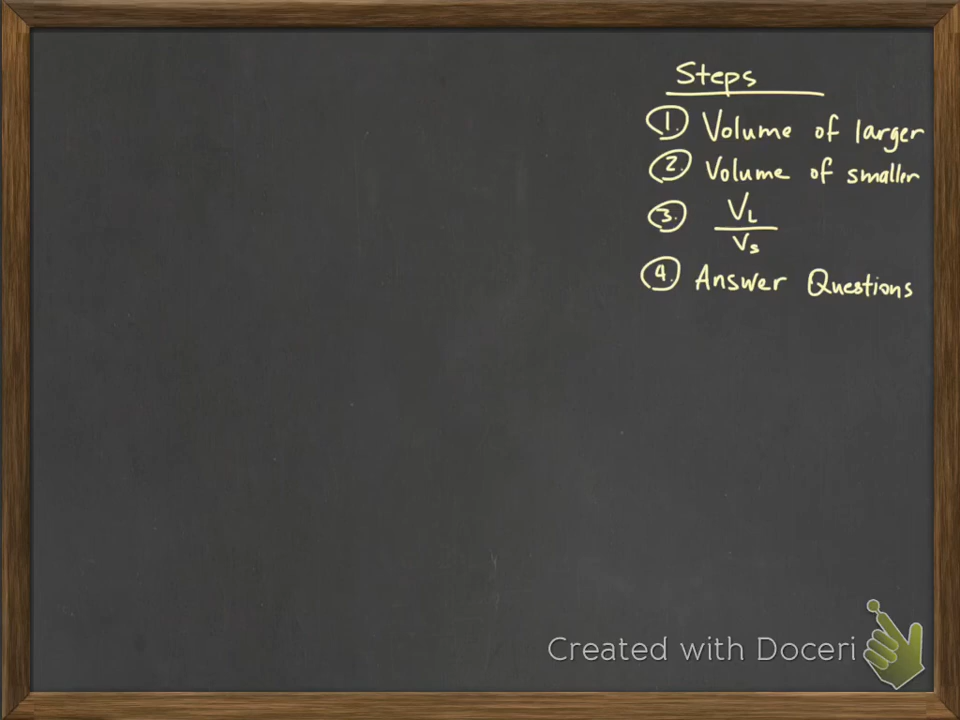 Steps
1. Volume of larger
2. Volume of smaller
3. V_L / V_s
4. Answer Questions
Created with Doceri